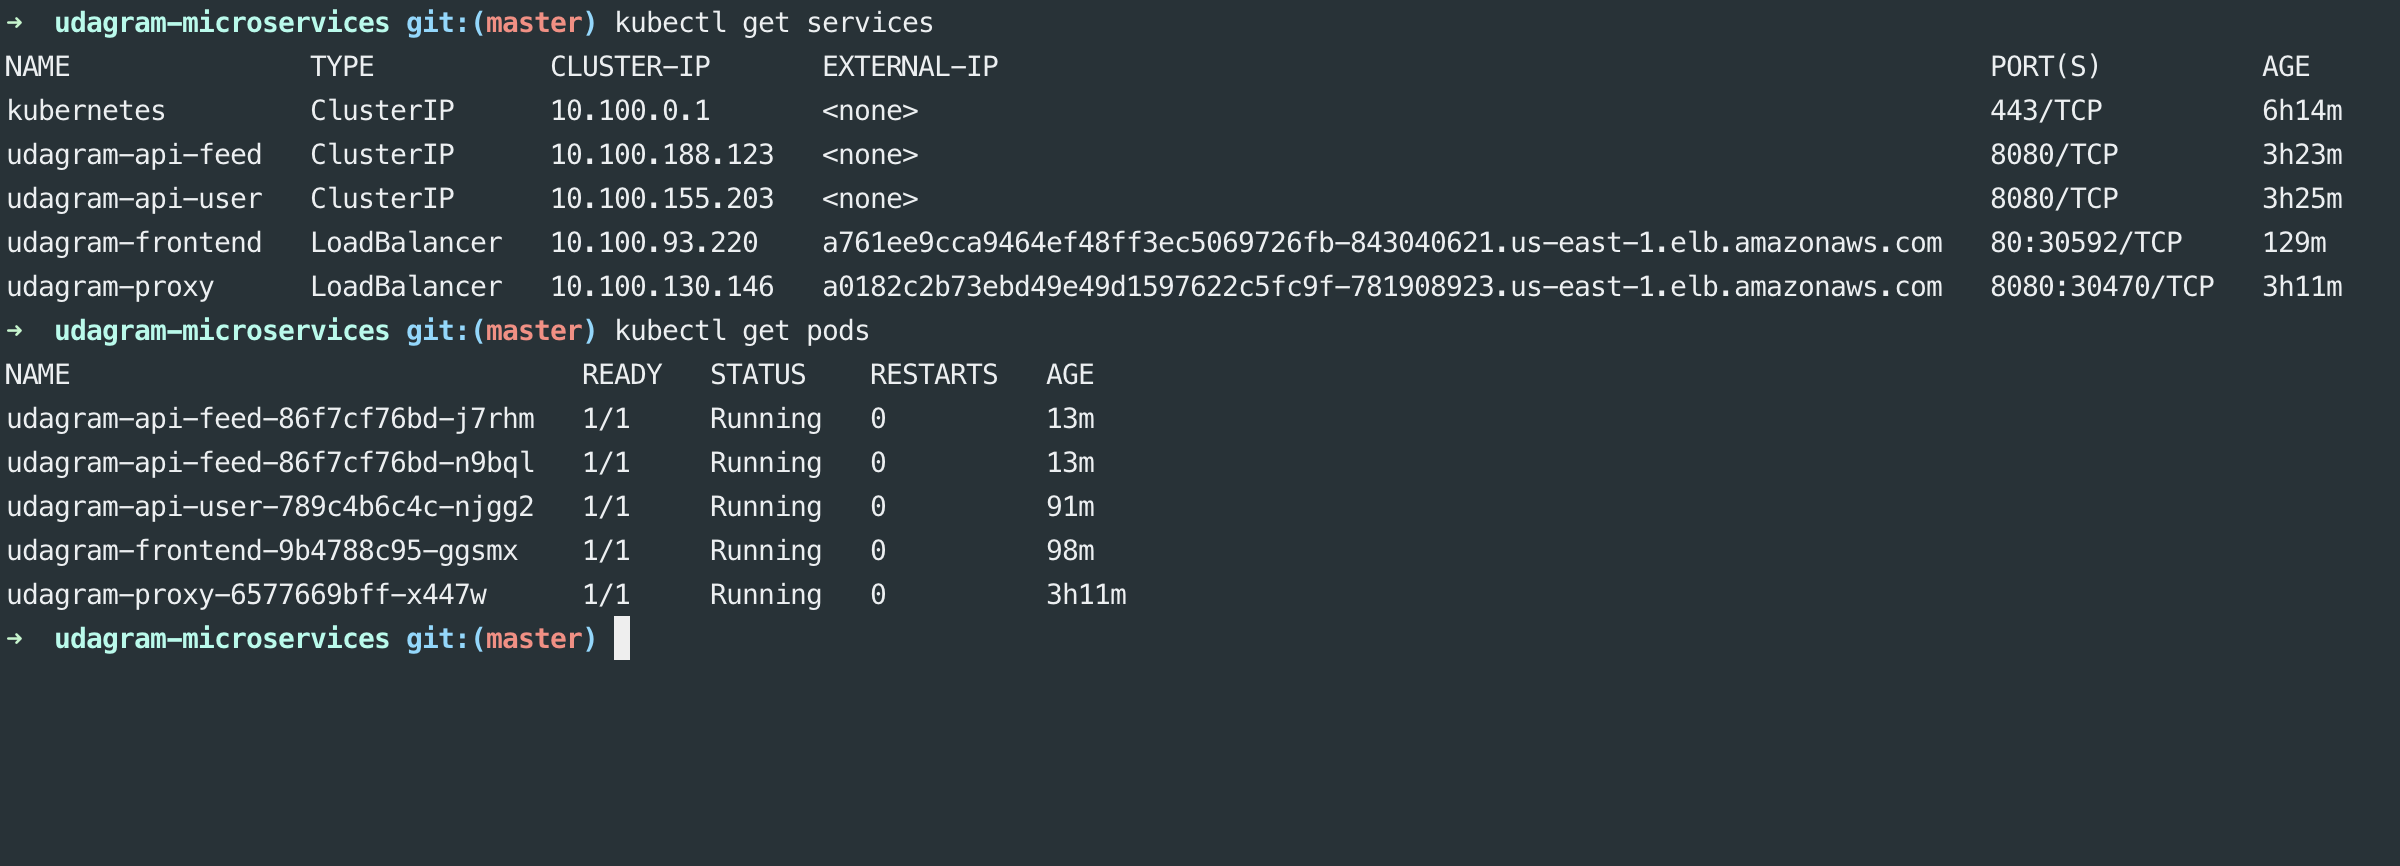 ➜  udagram-microservices git:(master) kubectl get services
NAME               TYPE           CLUSTER-IP       EXTERNAL-IP                                                              PORT(S)          AGE
kubernetes         ClusterIP      10.100.0.1       <none>                                                                   443/TCP          6h14m
udagram-api-feed   ClusterIP      10.100.188.123   <none>                                                                   8080/TCP         3h23m
udagram-api-user   ClusterIP      10.100.155.203   <none>                                                                   8080/TCP         3h25m
udagram-frontend   LoadBalancer   10.100.93.220    a761ee9cca9464ef48ff3ec5069726fb-843040621.us-east-1.elb.amazonaws.com   80:30592/TCP     129m
udagram-proxy      LoadBalancer   10.100.130.146   a0182c2b73ebd49e49d1597622c5fc9f-781908923.us-east-1.elb.amazonaws.com   8080:30470/TCP   3h11m
➜  udagram-microservices git:(master) kubectl get pods
NAME                                READY   STATUS    RESTARTS   AGE
udagram-api-feed-86f7cf76bd-j7rhm   1/1     Running   0          13m
udagram-api-feed-86f7cf76bd-n9bql   1/1     Running   0          13m
udagram-api-user-789c4b6c4c-njgg2   1/1     Running   0          91m
udagram-frontend-9b4788c95-ggsmx    1/1     Running   0          98m
udagram-proxy-6577669bff-x447w      1/1     Running   0          3h11m
➜  udagram-microservices git:(master)